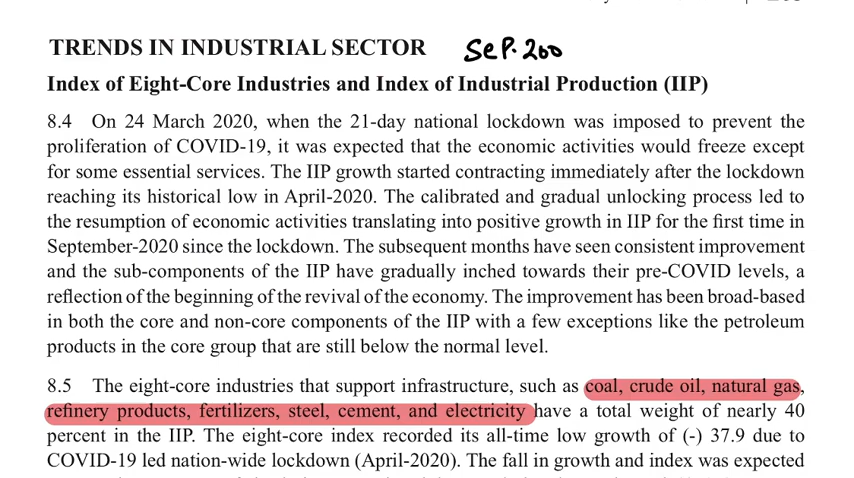 TRENDS IN INDUSTRIAL SECTOR SeP. 200
Index of Eight-Core Industries and Index of Industrial Production (IIP)
8.4 On 24 March 2020, when the 21-day national lockdown was imposed to prevent the
proliferation of COVID-19, it was expected that the economic activities would freeze except
for some essential services. The IIP growth started contracting immediately after the lockdown
reaching its historical low in April-2020. The calibrated and gradual unlocking process led to
the resumption of economic activities translating into positive growth in IIP for the first time in
September-2020 since the lockdown. The subsequent months have seen consistent improvement
and the sub-components of the IIP have gradually inched towards their pre-COVID levels, a
reflection of the beginning of the revival of the economy. The improvement has been broad-based
in both the core and non-core components of the IIP with a few exceptions like the petroleum
products in the core group that are still below the normal level.
8.5 The eight-core industries that support infrastructure, such as coal, crude oil, natural gas,
refinery products, fertilizers, steel, cement, and electricity have a total weight of nearly 40
percent in the IIP. The eight-core index recorded its all-time low growth of (-) 37.9 due to
COVID-19 led nation-wide lockdown (April-2020). The fall in growth and index was expected